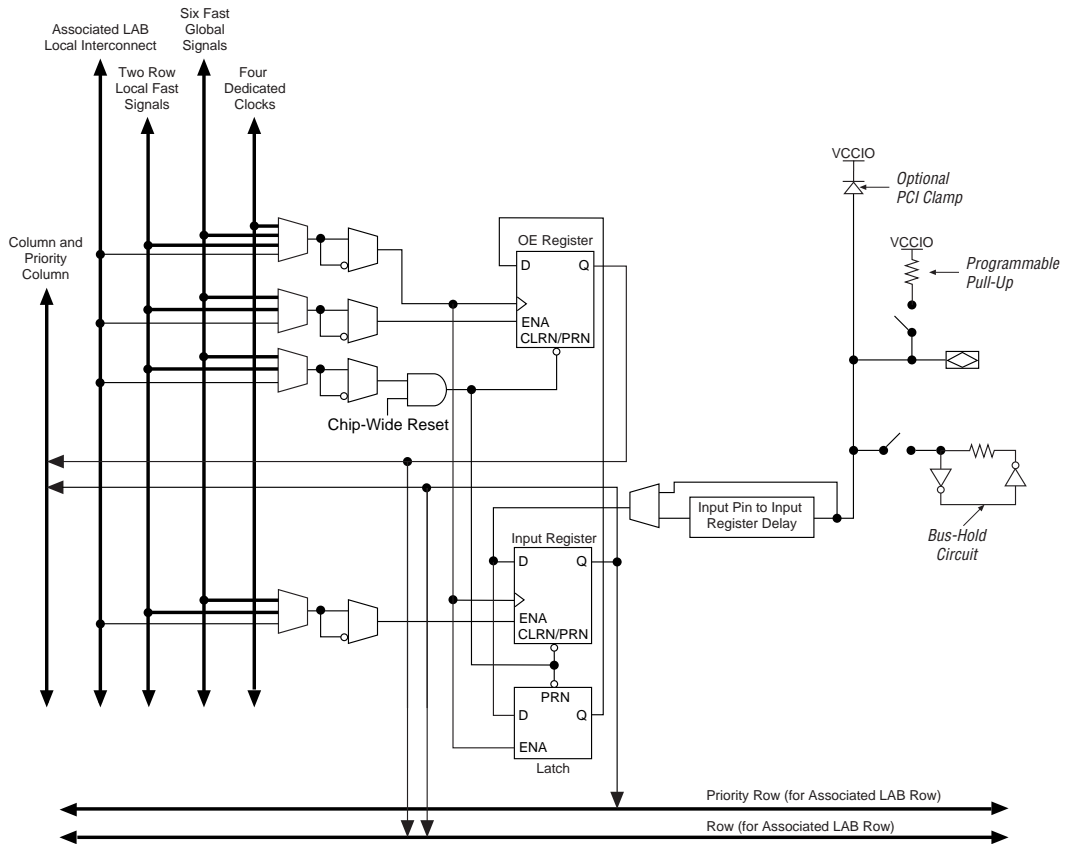 Six Fast
Global
Signals
Associated LAB
Local Interconnect
Two Row
Local Fast
Signals
Four
Dedicated
Clocks
Column and
Priority
Column
OE Register
D
Q
ENA
CLRN/PRN
Chip-Wide Reset
VCCIO
Optional
PCI Clamp
VCCIO
Programmable
Pull-Up
Input Pin to Input
Register Delay
Bus-Hold
Circuit
Input Register
D
Q
ENA
CLRN/PRN
PRN
D
Q
ENA
Latch
Priority Row (for Associated LAB Row)
Row (for Associated LAB Row)